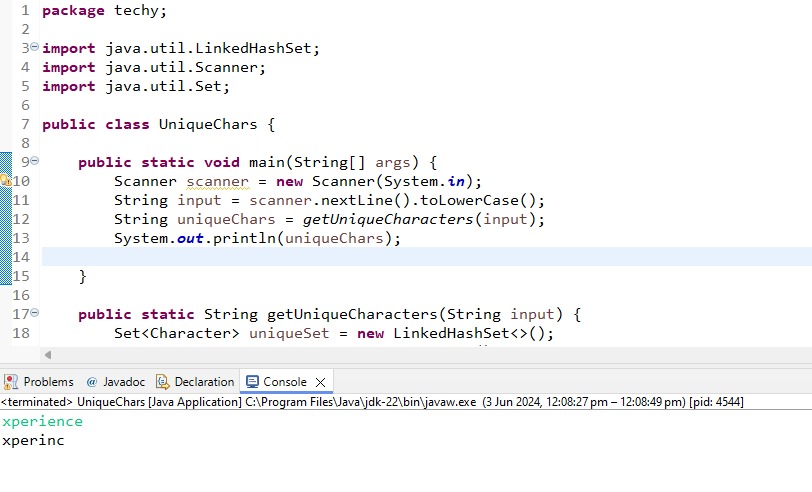 1 package techy;
2
3 import java.util.LinkedHashSet;
4 import java.util.Scanner;
5 import java.util.Set;
6
7 public class UniqueChars {
8
9 public static void main(String[] args) {
10 Scanner scanner = new Scanner(System.in);
11 String input = scanner.nextLine().toLowerCase();
12 String uniqueChars = getUniqueCharacters(input);
13 System.out.println(uniqueChars);
14
15 }
16
17 public static String getUniqueCharacters(String input) {
18 Set<Character> uniqueSet = new LinkedHashSet<>();
Problems @ Javadoc Declaration Console
<terminated> UniqueChars [Java Application] C:\Program Files\Java\jdk-22\bin\javaw.exe (3 Jun 2024, 12:08:27 pm – 12:08:49 pm) [pid: 4544]
xperience
xperinc